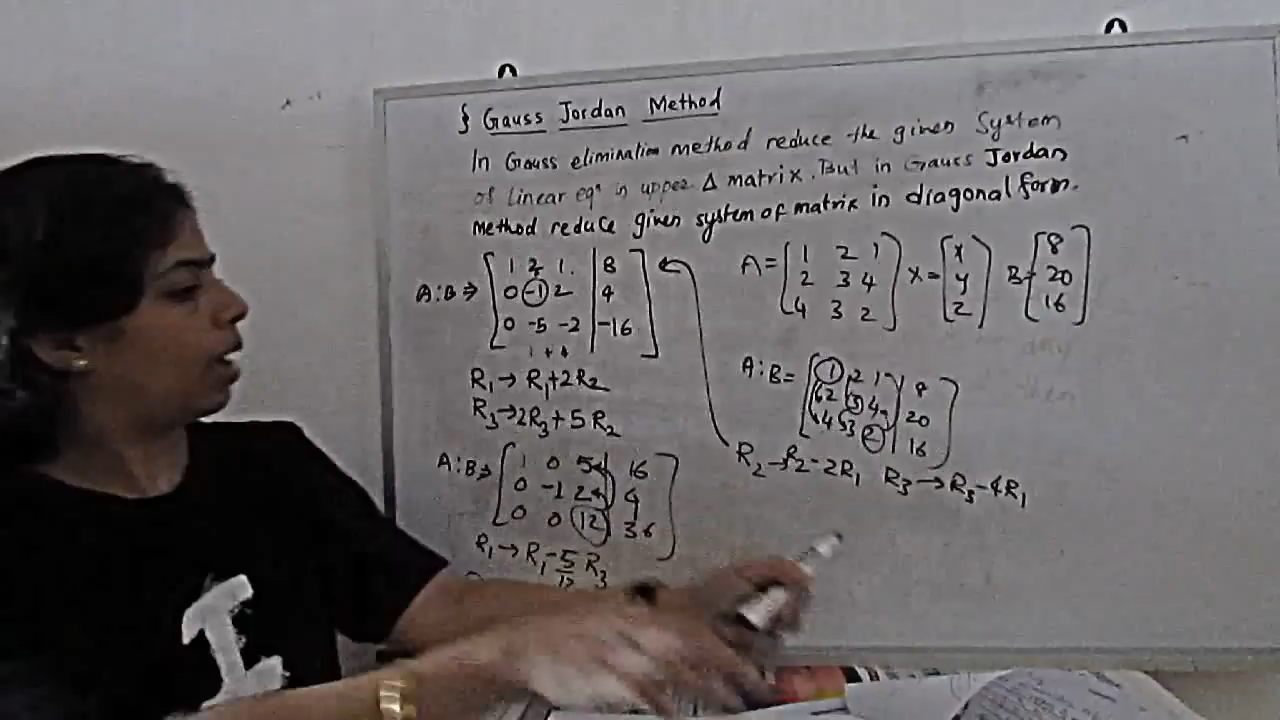 § Gauss Jordan Method
In Gauss elimination method reduce the given System
of linear eqⁿ in upper Δ matrix. But in Gauss Jordan
Method reduce given system of matrix in diagonal form.
A:B ⇒ [ 1 2 1 | 8 ]
0 -1 2 | 4
0 -5 -2 | -16
R₁ → R₁+2R₂
R₃ → 2R₃ + 5R₂
A:B ⇒ [ 1 0 5 | 16 ]
0 -1 2 | 4
0 0 12 | 36
R₁ → R₁ - 5/12 R₃
A = [ 1 2 1 ] X = [ x ] B = [ 8 ]
2 3 4 y 20
4 3 2 z 16
A:B = [ 1 2 1 | 8 ]
2 3 4 | 20
4 3 2 | 16
R₂ → R₂ - 2R₁ R₃ → R₃ - 4R₁